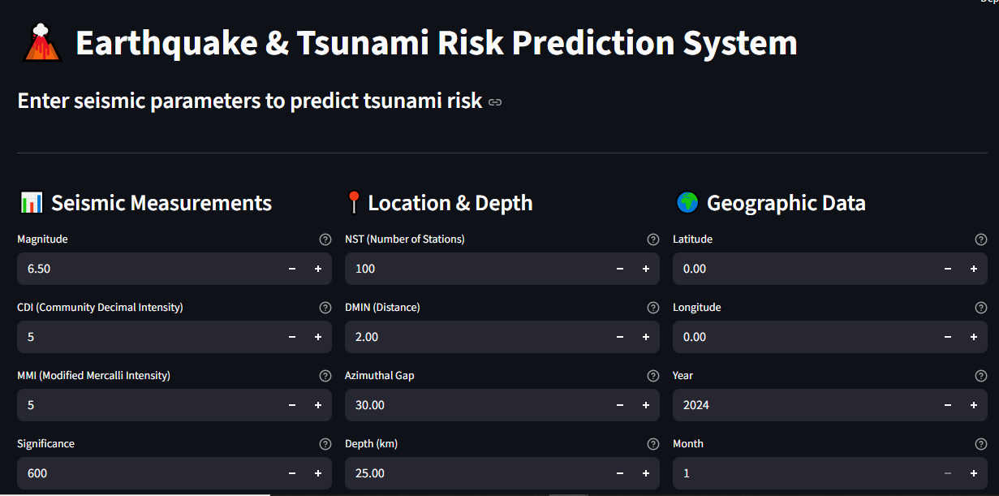 Earthquake & Tsunami Risk Prediction System
Enter seismic parameters to predict tsunami risk
Seismic Measurements
Magnitude
6.50
CDI (Community Decimal Intensity)
5
MMI (Modified Mercalli Intensity)
5
Significance
600
Location & Depth
NST (Number of Stations)
100
DMIN (Distance)
2.00
Azimuthal Gap
30.00
Depth (km)
25.00
Geographic Data
Latitude
0.00
Longitude
0.00
Year
2024
Month
1